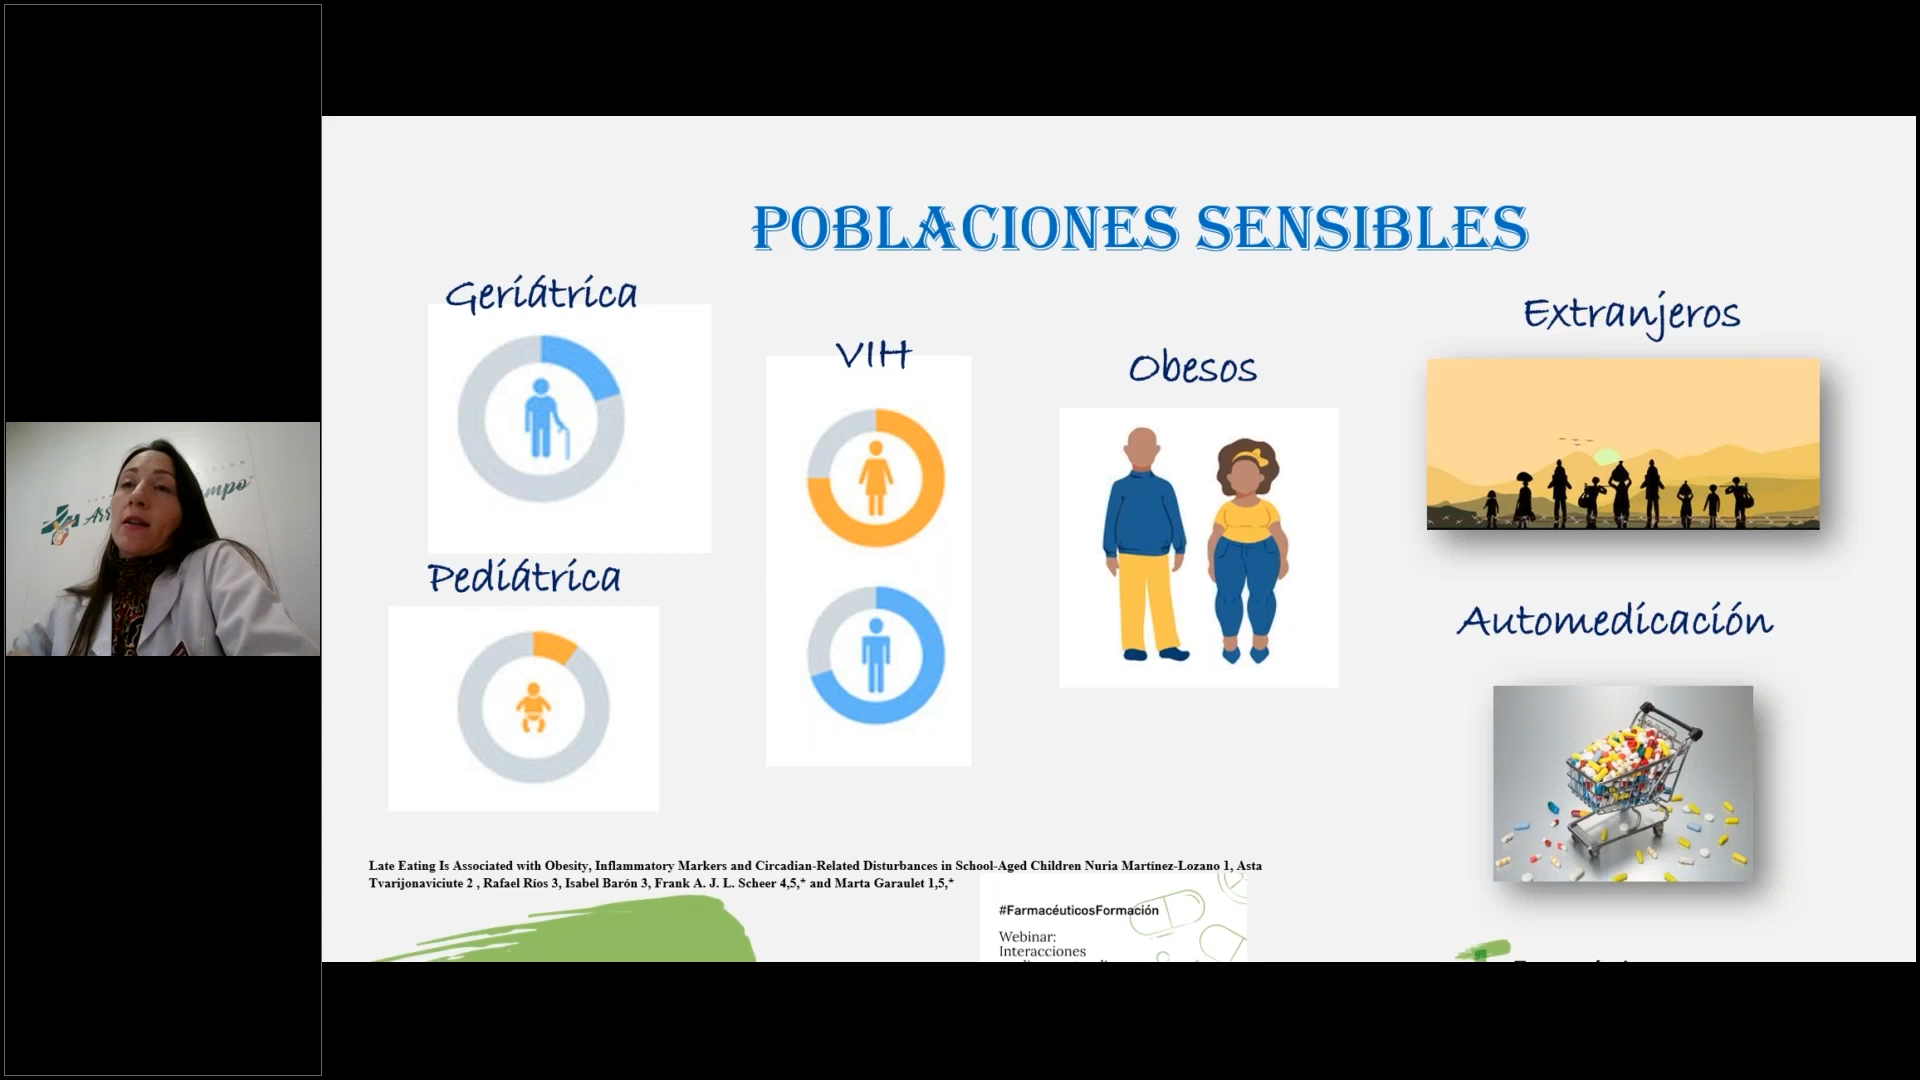 POBLACIONES SENSIBLES
Geriátrica
VIH
Obesos
Extranjeros
Pediátrica
Automedicación
Late Eating Is Associated with Obesity, Inflammatory Markers and Circadian-Related Disturbances in School-Aged Children Nuria Martínez-Lozano 1, Asta
Tvarijonaviciute 2 , Rafael Ríos 3, Isabel Barón 3, Frank A. J. L. Scheer 4,5,* and Marta Garaulet 1,5,*
#FarmacéuticosFormación
Webinar:
Interacciones